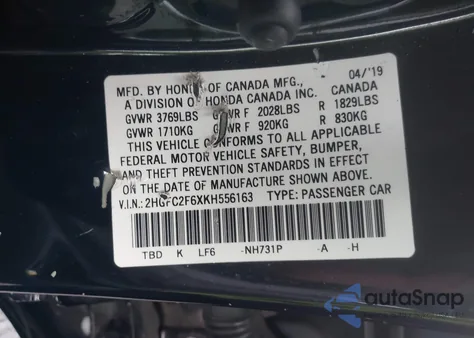 MFD. BY HONDA OF CANADA MFG., 04/'19
A DIVISION OF HONDA CANADA INC. CANADA
GVWR 3769LBS GVWR F 2028LBS R 1829LBS
GVWR 1710KG GVWR F 920KG R 830KG
THIS VEHICLE CONFORMS TO ALL APPLICABLE
FEDERAL MOTOR VEHICLE SAFETY, BUMPER,
AND THEFT PREVENTION STANDARDS IN EFFECT
ON THE DATE OF MANUFACTURE SHOWN ABOVE.
V.I.N.: 2HGFC2F6XKH556163 TYPE: PASSENGER CAR
TBD K LF6 -NH731P -A -H
autoSnap